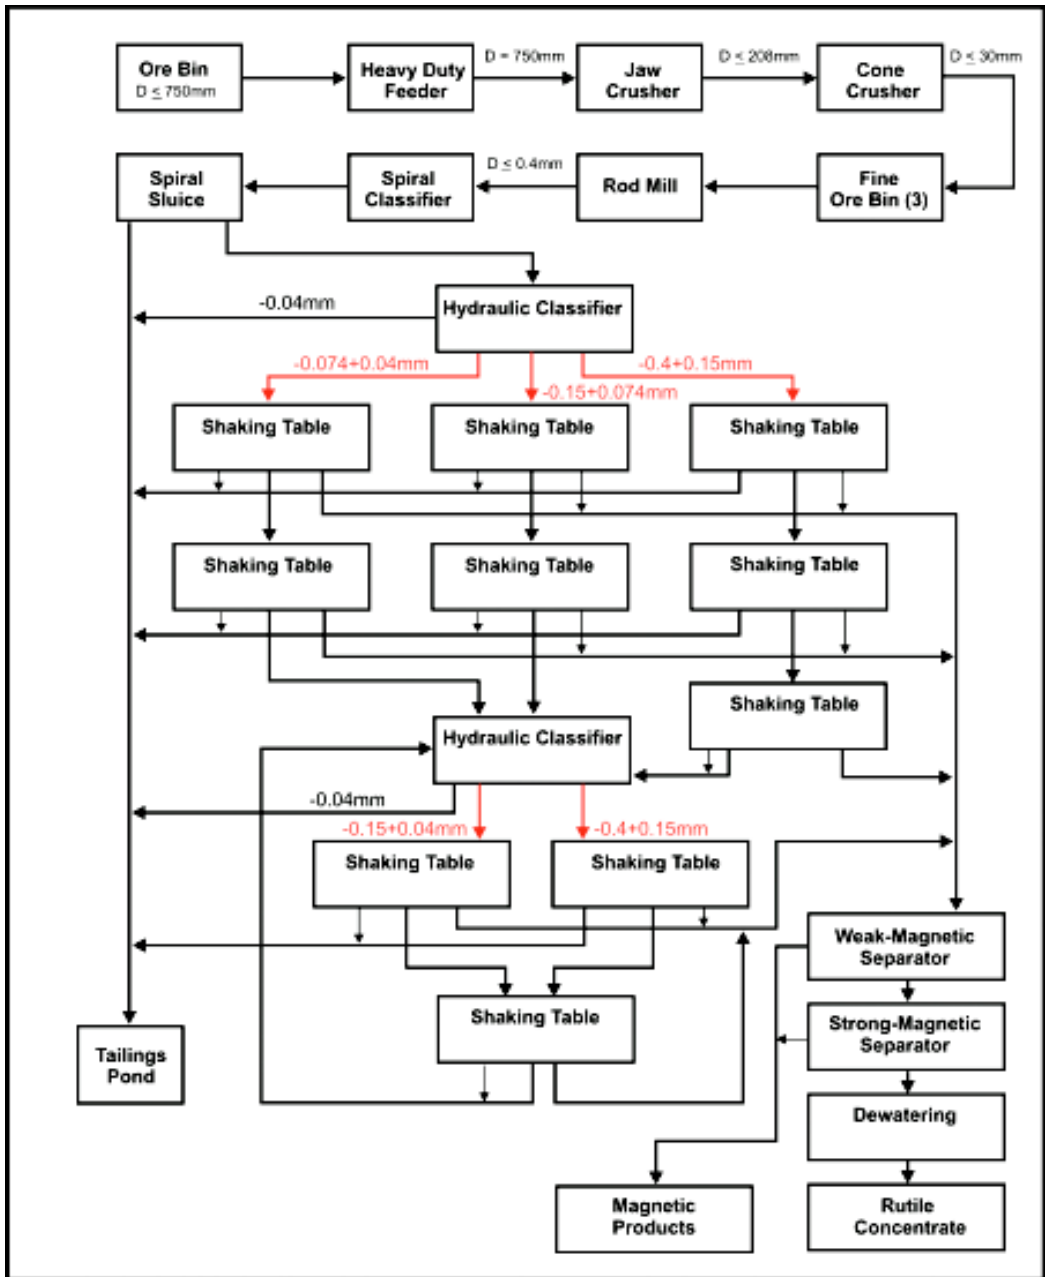 Ore Bin
D ≤ 750mm
Heavy Duty
Feeder
D = 750mm
Jaw
Crusher
D ≤ 208mm
Cone
Crusher
D ≤ 30mm
Spiral
Sluice
Spiral
Classifier
D ≤ 0.4mm
Rod Mill
Fine
Ore Bin (3)
Hydraulic Classifier
-0.04mm
-0.074+0.04mm
-0.4+0.15mm
-0.15+0.074mm
Shaking Table
Shaking Table
Shaking Table
Shaking Table
Shaking Table
Shaking Table
Shaking Table
Hydraulic Classifier
-0.04mm
-0.15+0.04mm
-0.4+0.15mm
Shaking Table
Shaking Table
Weak-Magnetic
Separator
Shaking Table
Strong-Magnetic
Separator
Tailings
Pond
Dewatering
Magnetic
Products
Rutile
Concentrate